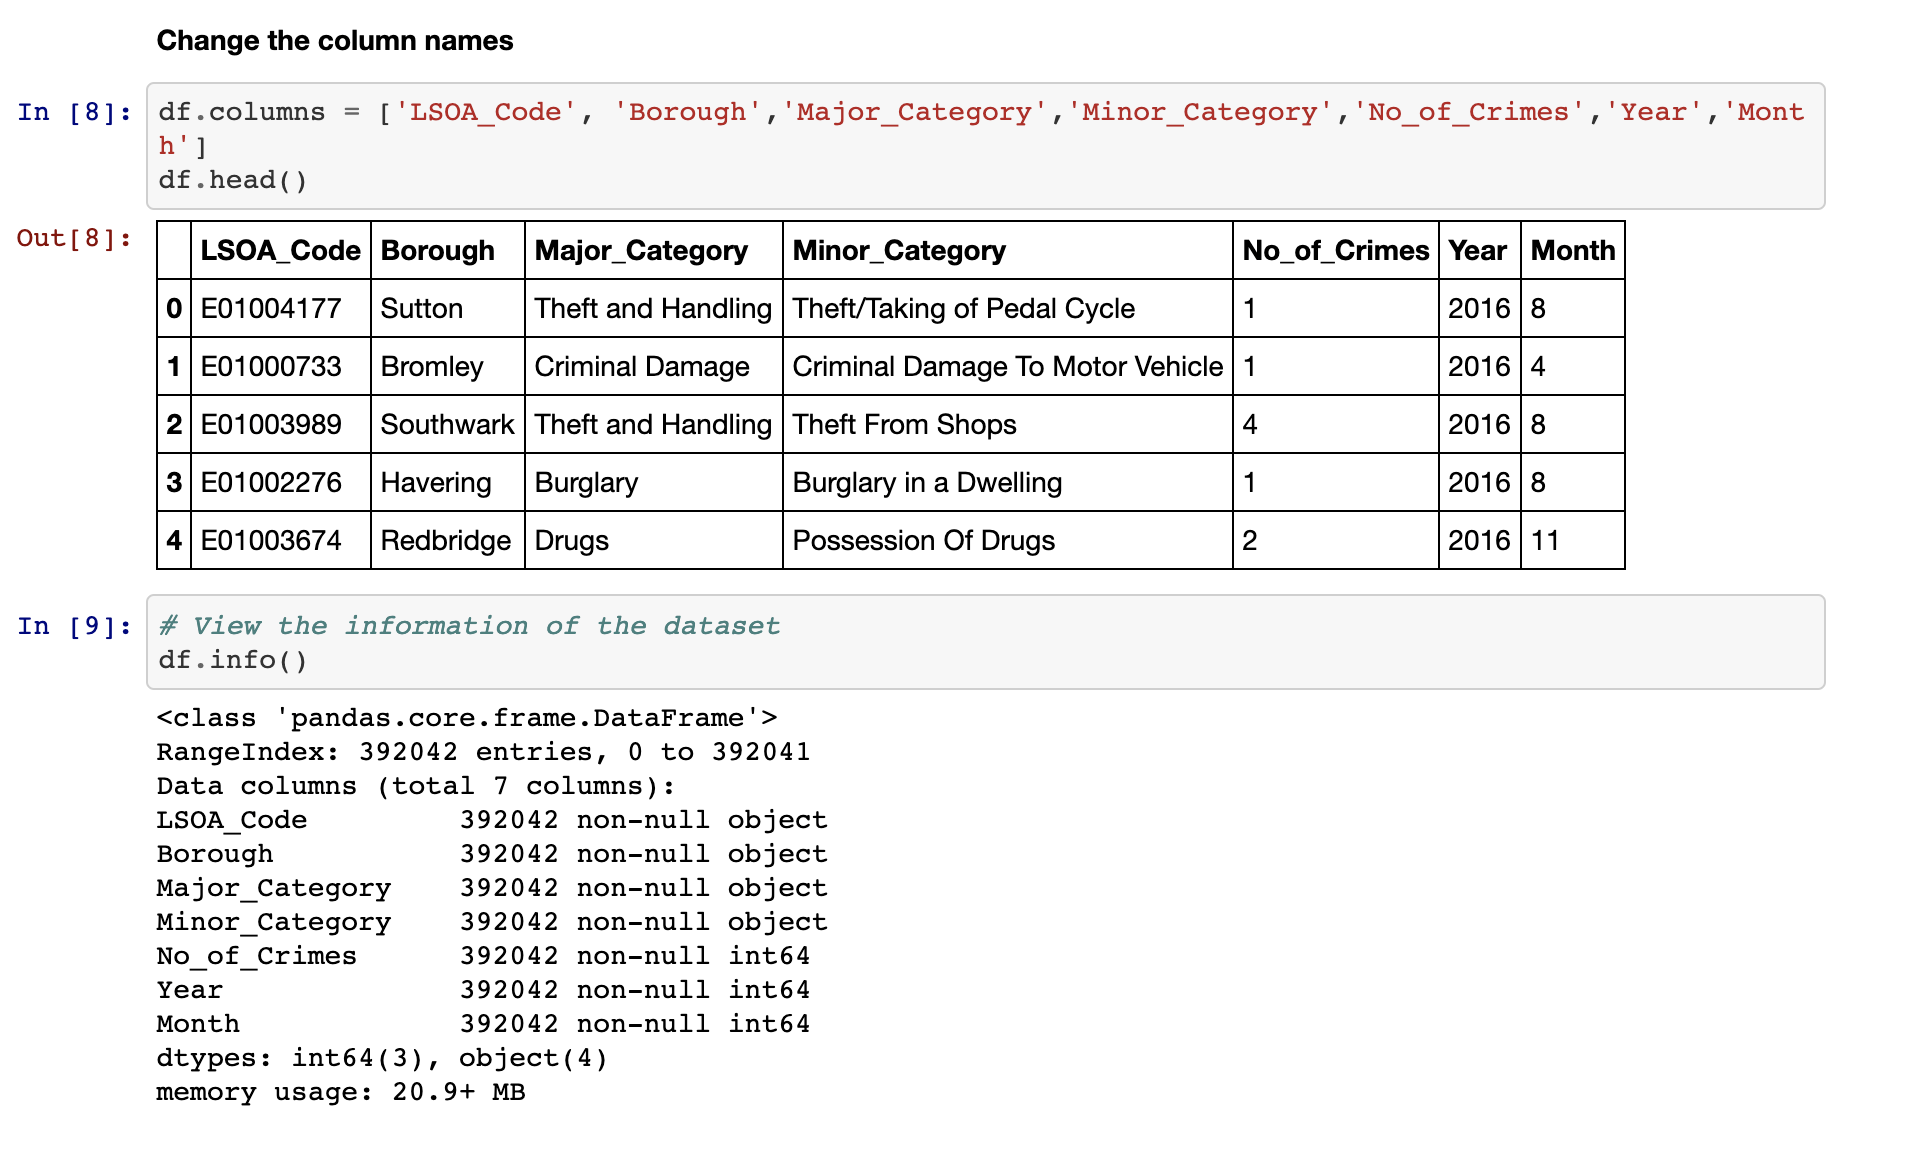 Change the column names
In [8]: df.columns = ['LSOA_Code', 'Borough','Major_Category','Minor_Category','No_of_Crimes','Year','Mont
h']
df.head()
Out[8]:
LSOA_Code Borough Major_Category Minor_Category No_of_Crimes Year Month
0 E01004177 Sutton Theft and Handling Theft/Taking of Pedal Cycle 1 2016 8
1 E01000733 Bromley Criminal Damage Criminal Damage To Motor Vehicle 1 2016 4
2 E01003989 Southwark Theft and Handling Theft From Shops 4 2016 8
3 E01002276 Havering Burglary Burglary in a Dwelling 1 2016 8
4 E01003674 Redbridge Drugs Possession Of Drugs 2 2016 11
In [9]: # View the information of the dataset
df.info()
<class 'pandas.core.frame.DataFrame'>
RangeIndex: 392042 entries, 0 to 392041
Data columns (total 7 columns):
LSOA_Code 392042 non-null object
Borough 392042 non-null object
Major_Category 392042 non-null object
Minor_Category 392042 non-null object
No_of_Crimes 392042 non-null int64
Year 392042 non-null int64
Month 392042 non-null int64
dtypes: int64(3), object(4)
memory usage: 20.9+ MB